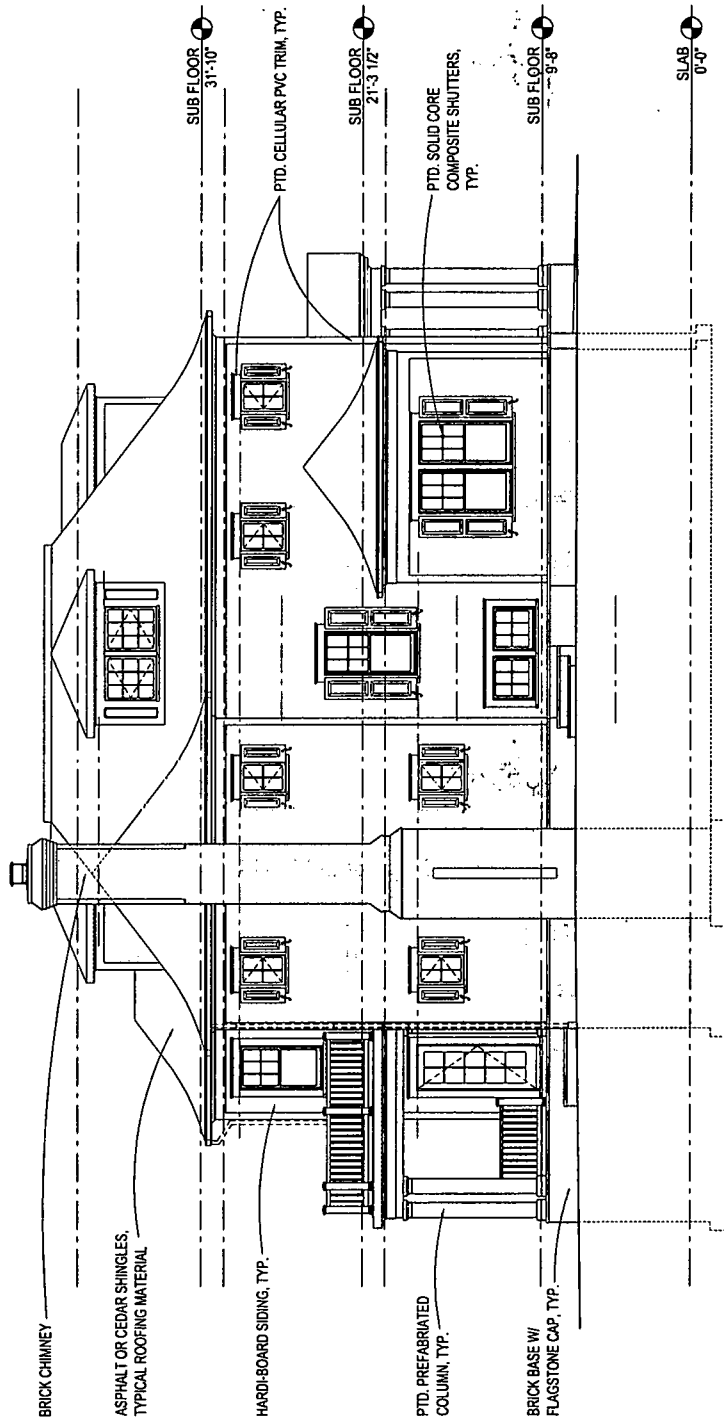 BRICK CHIMNEY
ASPHALT OR CEDAR SHINGLES,
TYPICAL ROOFING MATERIAL
HARDI-BOARD SIDING, TYP.
PTD. PREFABRIATED
COLUMN, TYP.
BRICK BASE W/
FLAGSTONE CAP, TYP.
PTD. CELLULAR PVC TRIM, TYP.
PTD. SOLID CORE
COMPOSITE SHUTTERS,
TYP.
SUB FLOOR
31'-10"
SUB FLOOR
21'-3 1/2"
SUB FLOOR
9'-8"
SLAB
0'-0"